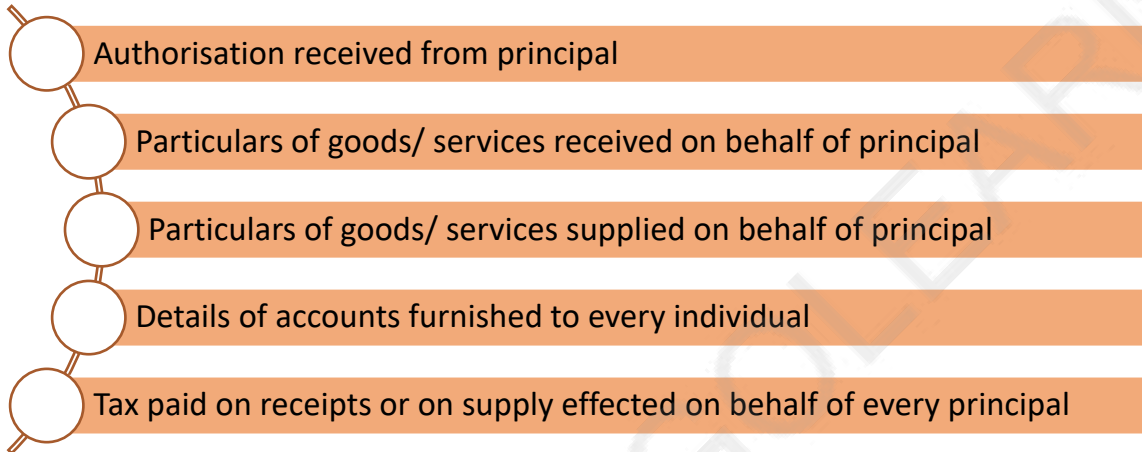 Authorisation received from principal
Particulars of goods/ services received on behalf of principal
Particulars of goods/ services supplied on behalf of principal
Details of accounts furnished to every individual
Tax paid on receipts or on supply effected on behalf of every principal